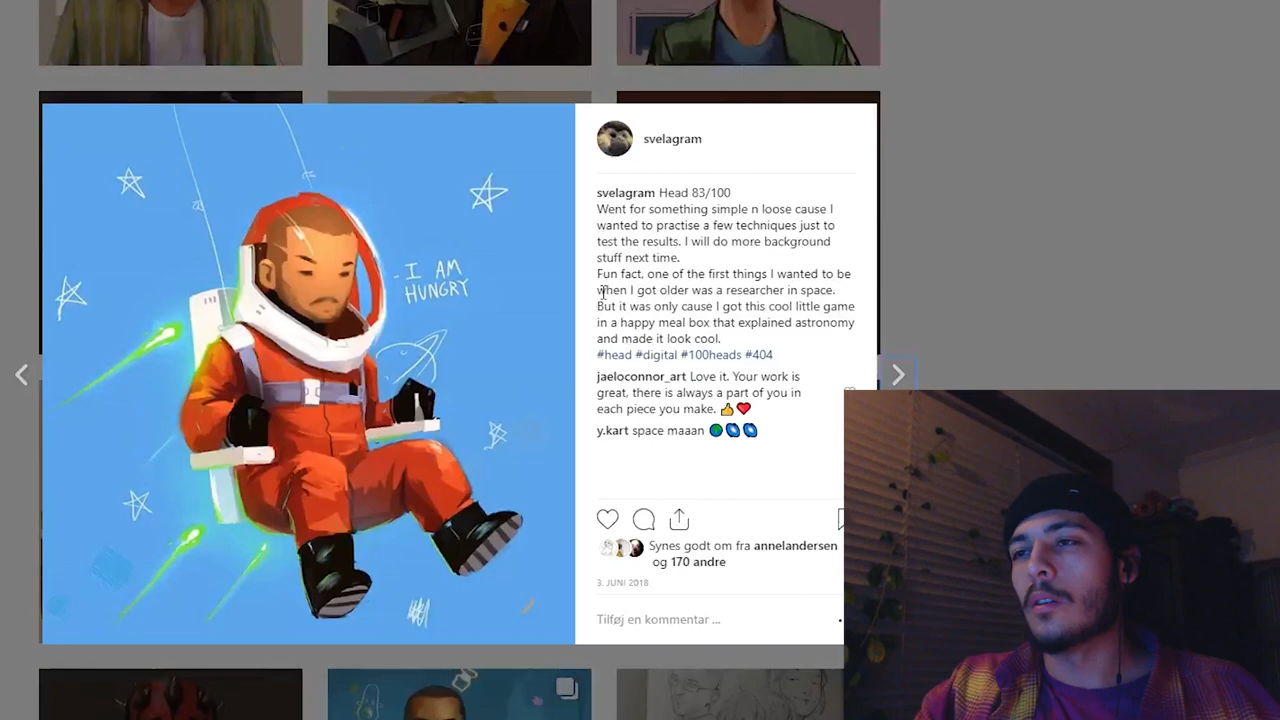 - I AM
HUNGRY
svelagram
svelagram Head 83/100
Went for something simple n loose cause I
wanted to practise a few techniques just to
test the results. I will do more background
stuff next time.
Fun fact, one of the first things I wanted to be
when I got older was a researcher in space.
But it was only cause I got this cool little game
in a happy meal box that explained astronomy
and made it look cool.
#head #digital #100heads #404
jaeloconnor_art Love it. Your work is
great, there is always a part of you in
each piece you make. 👍❤️
y.kart space maaan 🌍🌀🌀
Synes godt om fra annelandersen
og 170 andre
3. JUNI 2018
Tilføj en kommentar ...